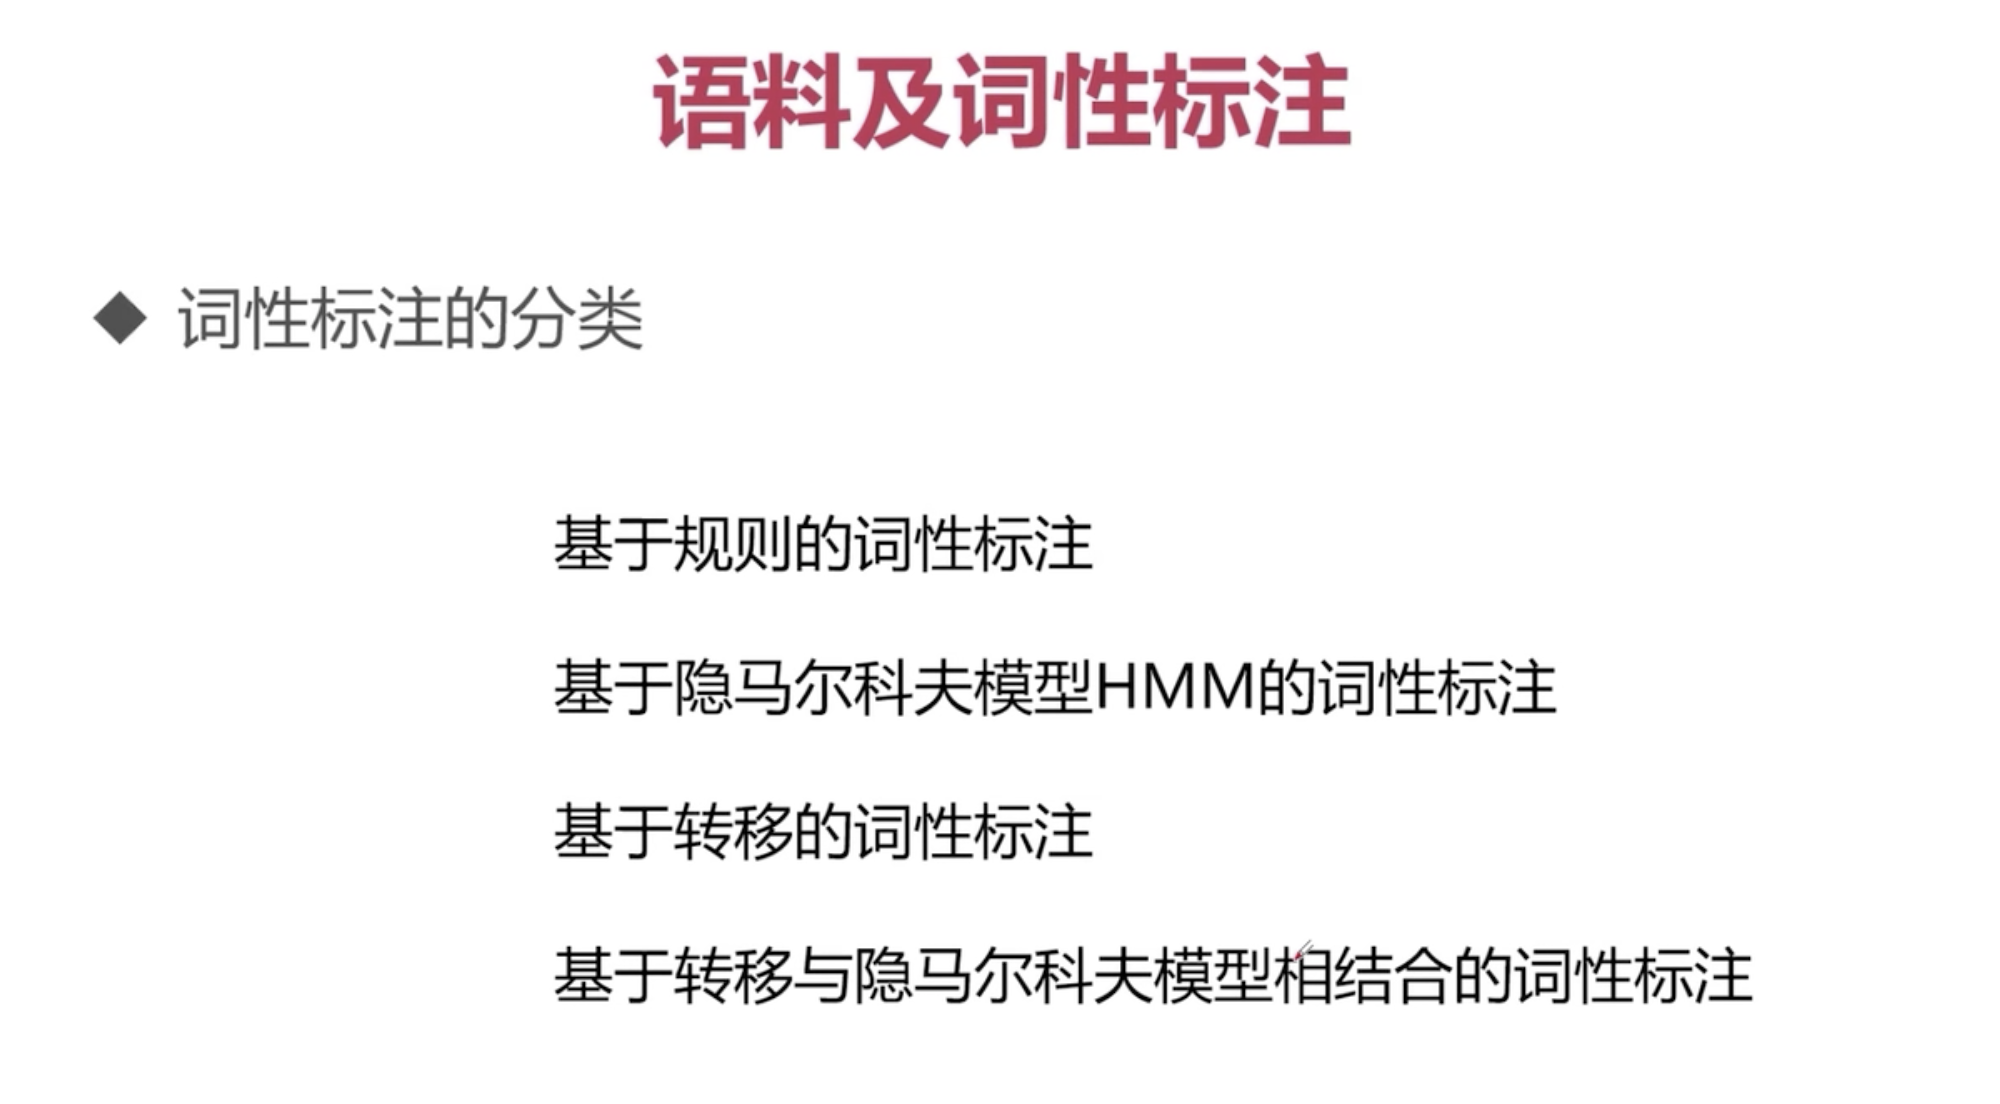 语料及词性标注
◆ 词性标注的分类
基于规则的词性标注
基于隐马尔科夫模型HMM的词性标注
基于转移的词性标注
基于转移与隐马尔科夫模型相结合的词性标注